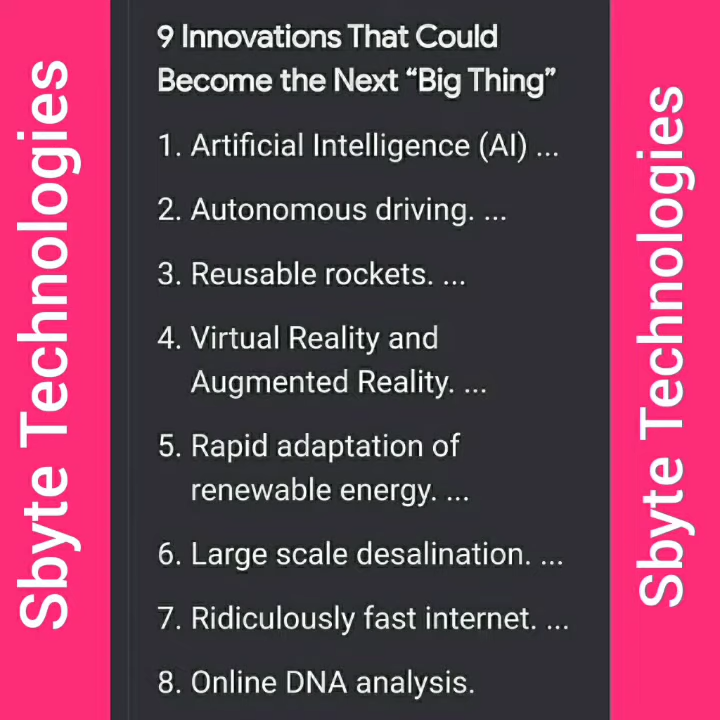 Sbyte Technologies
9 Innovations That Could
Become the Next “Big Thing”
1. Artificial Intelligence (AI) ...
2. Autonomous driving. ...
3. Reusable rockets. ...
4. Virtual Reality and
Augmented Reality. ...
5. Rapid adaptation of
renewable energy. ...
6. Large scale desalination. ...
7. Ridiculously fast internet. ...
8. Online DNA analysis.
Sbyte Technologies